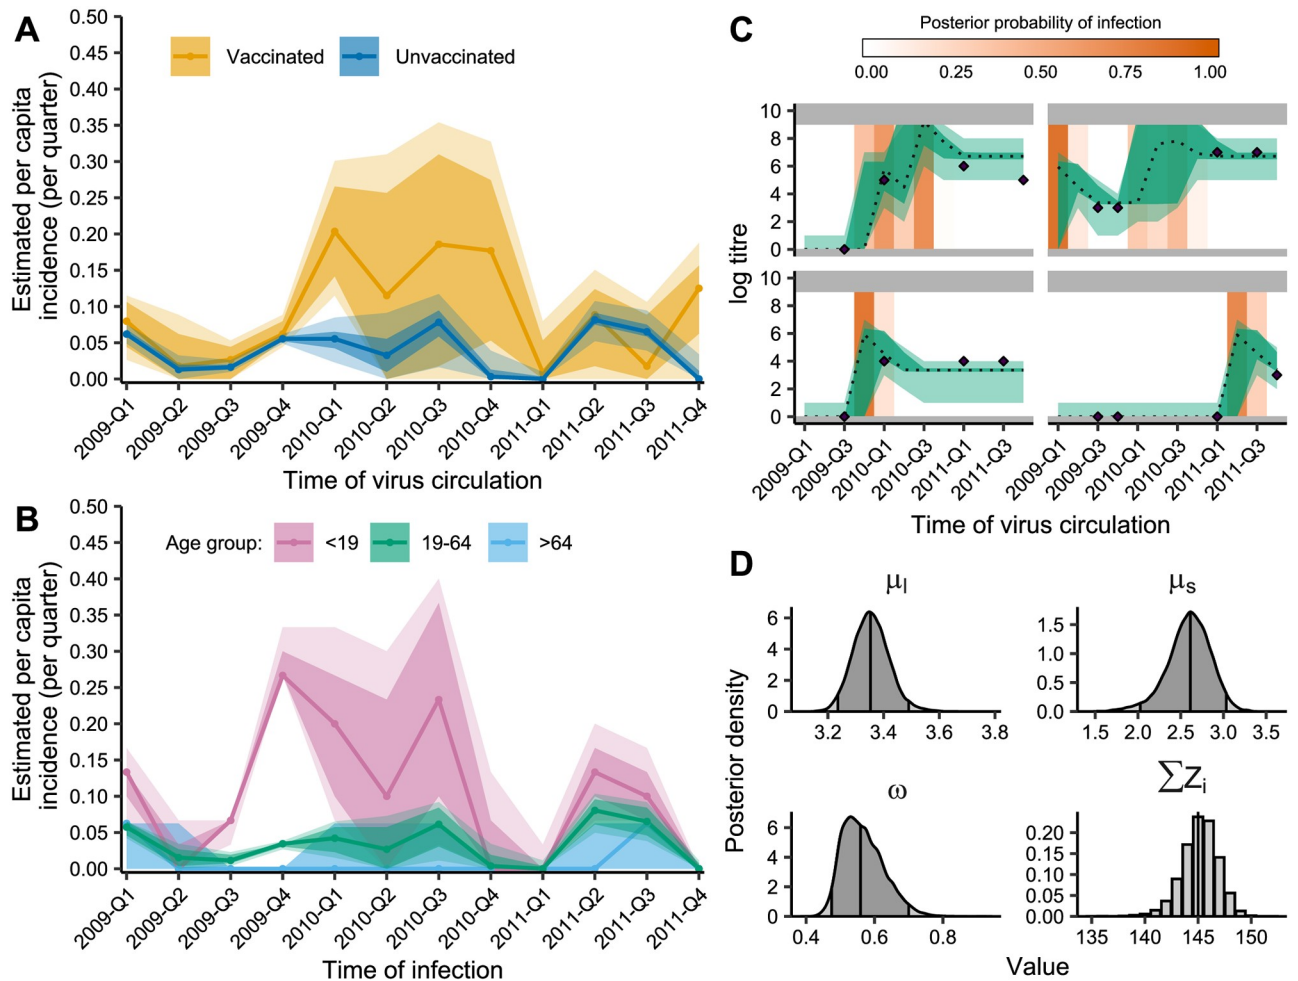 A
0.50
0.45
0.40
0.35
0.30
0.25
0.20
0.15
0.10
0.05
0.00
Estimated per capita
incidence (per quarter)
Vaccinated
Unvaccinated
2009-Q1
2009-Q2
2009-Q3
2009-Q4
2010-Q1
2010-Q2
2010-Q3
2010-Q4
2011-Q1
2011-Q2
2011-Q3
2011-Q4
Time of virus circulation
B
0.50
0.45
0.40
0.35
0.30
0.25
0.20
0.15
0.10
0.05
0.00
Estimated per capita
incidence (per quarter)
Age group:
<19
19-64
>64
2009-Q1
2009-Q2
2009-Q3
2009-Q4
2010-Q1
2010-Q2
2010-Q3
2010-Q4
2011-Q1
2011-Q2
2011-Q3
2011-Q4
Time of infection
C
Posterior probability of infection
0.00 0.25 0.50 0.75 1.00
log titre
10
8
6
4
2
0
10
8
6
4
2
0
2009-Q1
2009-Q3
2010-Q1
2010-Q3
2011-Q1
2011-Q3
2009-Q1
2009-Q3
2010-Q1
2010-Q3
2011-Q1
2011-Q3
Time of virus circulation
D
Posterior density
μl
6
4
2
0
3.2 3.4 3.6 3.8
μs
1.5
1.0
0.5
0.0
1.5 2.0 2.5 3.0 3.5
ω
6
4
2
0
0.4 0.6 0.8
∑Zi
0.20
0.15
0.10
0.05
0.00
135 140 145 150
Value